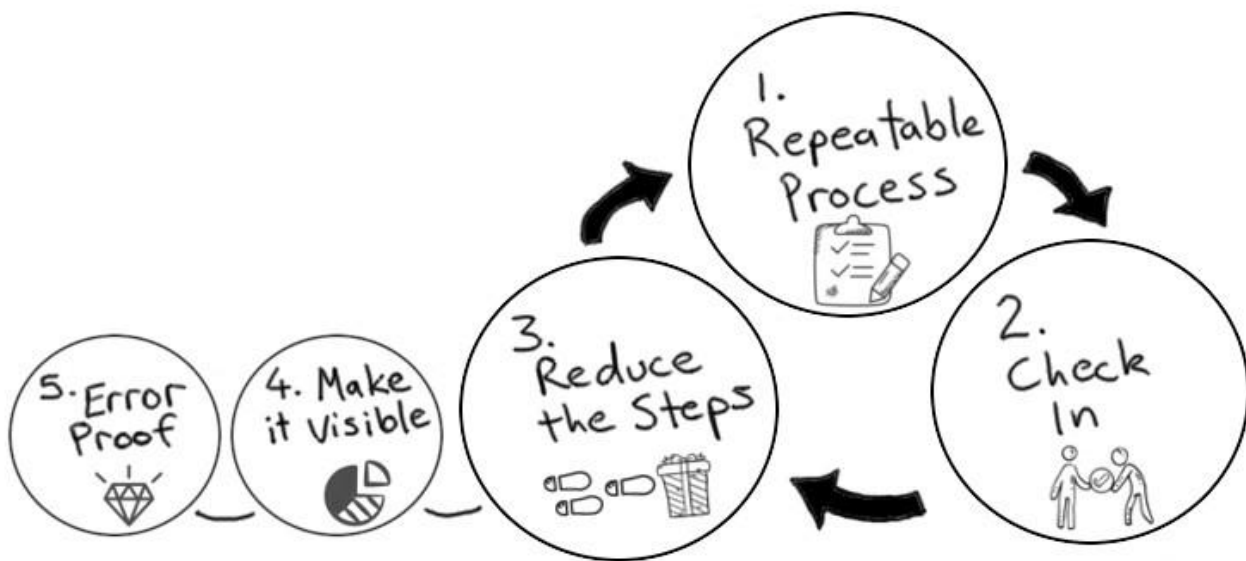 1.
Repeatable
Process
2.
Check
In
3.
Reduce
the Steps
4. Make
it Visible
5. Error
Proof